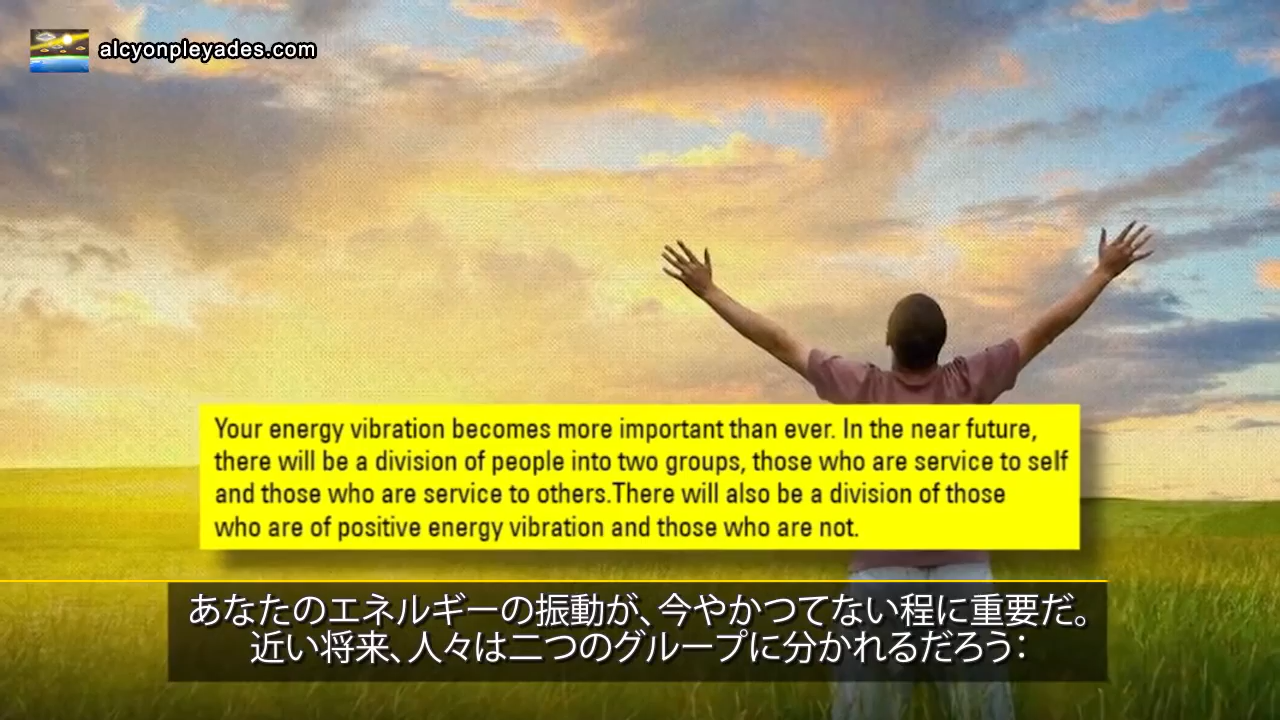 alcyonpleyades.com
Your energy vibration becomes more important than ever. In the near future,
there will be a division of people into two groups, those who are service to self
and those who are service to others.There will also be a division of those
who are of positive energy vibration and those who are not.
あなたのエネルギーの振動が、今やかつてない程に重要だ。
近い将来、人々は二つのグループに分かれるだろう：